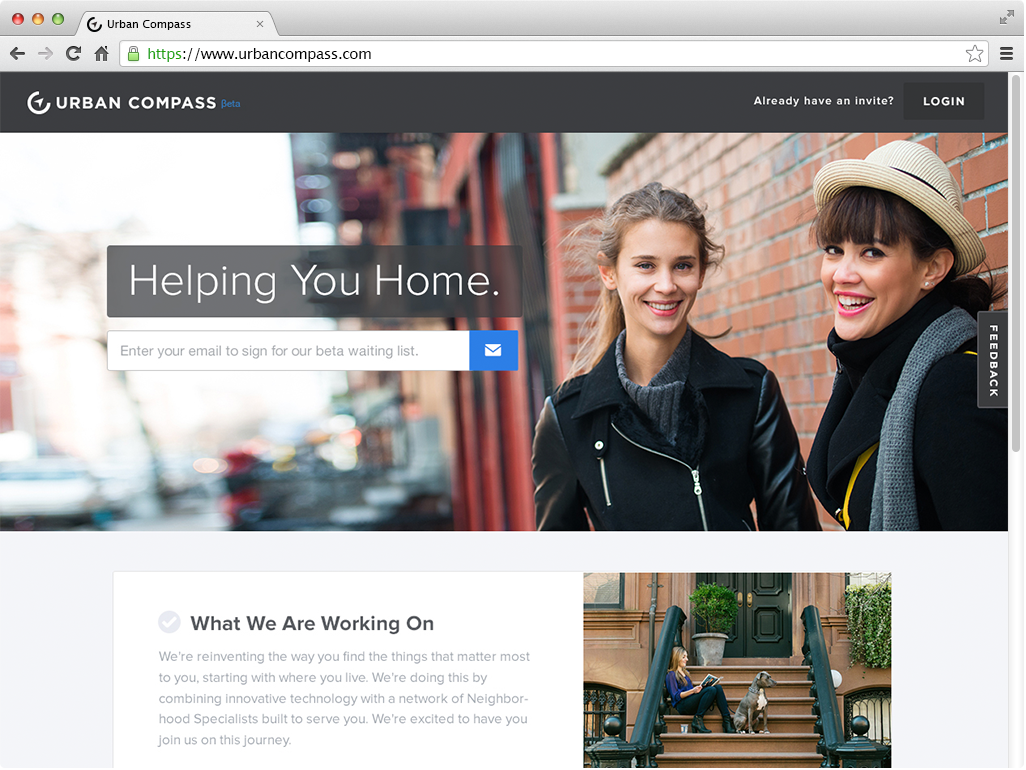 Urban Compass
https://www.urbancompass.com
URBAN COMPASS Beta
Already have an invite?
LOGIN
Helping You Home.
Enter your email to sign for our beta waiting list.
FEEDBACK
What We Are Working On
We're reinventing the way you find the things that matter most
to you, starting with where you live. We're doing this by
combining innovative technology with a network of Neighbor-
hood Specialists built to serve you. We're excited to have you
join us on this journey.